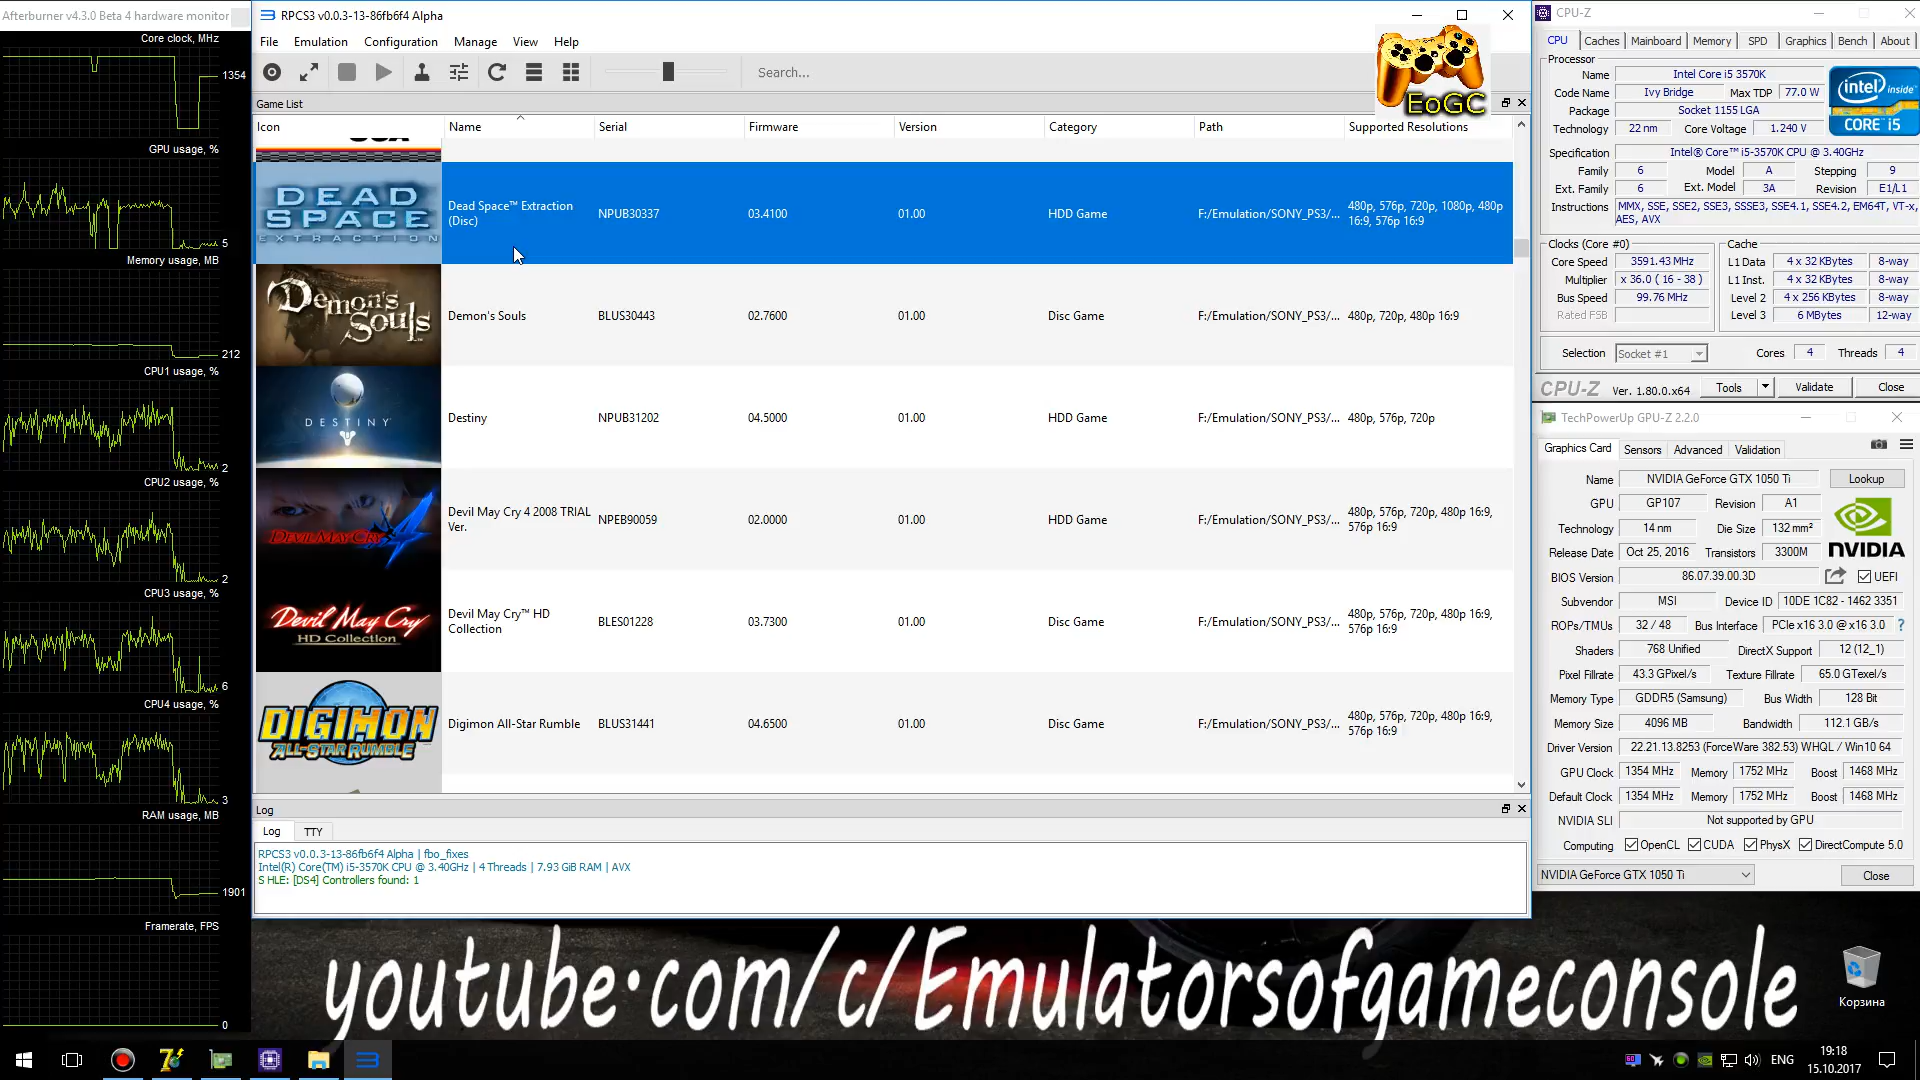 Afterburner v4.3.0 Beta 4 hardware monitor
Core clock, MHz
1354
GPU usage, %
5
Memory usage, MB
212
CPU1 usage, %
2
CPU2 usage, %
2
CPU3 usage, %
6
CPU4 usage, %
3
RAM usage, MB
1901
Framerate, FPS
0
RPCS3 v0.0.3-13-86fb6f4 Alpha
File Emulation Configuration Manage View Help
Search...
EoGC
Game List
Icon Name Serial Firmware Version Category Path Supported Resolutions
DEAD SPACE EXTRACTION
Dead Space™ Extraction (Disc) NPUB30337 03.4100 01.00 HDD Game F:/Emulation/SONY_PS3/... 480p, 576p, 720p, 1080p, 480p 16:9, 576p 16:9
Demon's Souls
Demon's Souls BLUS30443 02.7600 01.00 Disc Game F:/Emulation/SONY_PS3/... 480p, 720p, 480p 16:9
DESTINY
Destiny NPUB31202 04.5000 01.00 HDD Game F:/Emulation/SONY_PS3/... 480p, 576p, 720p
DEVIL MAY CRY 4
Devil May Cry 4 2008 TRIAL Ver. NPEB90059 02.0000 01.00 HDD Game F:/Emulation/SONY_PS3/... 480p, 576p, 720p, 480p 16:9, 576p 16:9
Devil May Cry HD Collection
Devil May Cry™ HD Collection BLES01228 03.7300 01.00 Disc Game F:/Emulation/SONY_PS3/... 480p, 576p, 720p, 480p 16:9, 576p 16:9
DIGIMON ALL-STAR RUMBLE
Digimon All-Star Rumble BLUS31441 04.6500 01.00 Disc Game F:/Emulation/SONY_PS3/... 480p, 576p, 720p, 480p 16:9, 576p 16:9
Log
Log TTY
RPCS3 v0.0.3-13-86fb6f4 Alpha | fbo_fixes
Intel(R) Core(TM) i5-3570K CPU @ 3.40GHz | 4 Threads | 7.93 GiB RAM | AVX
S HLE: [DS4] Controllers found: 1
CPU-Z
CPU Caches Mainboard Memory SPD Graphics Bench About
Processor
Name Intel Core i5 3570K
Code Name Ivy Bridge Max TDP 77.0 W
Package Socket 1155 LGA
Technology 22 nm Core Voltage 1.240 V
intel inside CORE i5
Specification Intel® Core™ i5-3570K CPU @ 3.40GHz
Family 6 Model A Stepping 9
Ext. Family 6 Ext. Model 3A Revision E1/L1
Instructions MMX, SSE, SSE2, SSE3, SSSE3, SSE4.1, SSE4.2, EM64T, VT-x, AES, AVX
Clocks (Core #0) Cache
Core Speed 3591.43 MHz L1 Data 4 x 32 KBytes 8-way
Multiplier x 36.0 ( 16 - 38 ) L1 Inst. 4 x 32 KBytes 8-way
Bus Speed 99.76 MHz Level 2 4 x 256 KBytes 8-way
Rated FSB Level 3 6 MBytes 12-way
Selection Socket #1 Cores 4 Threads 4
CPU-Z Ver. 1.80.0.x64 Tools Validate Close
TechPowerUp GPU-Z 2.2.0
Graphics Card Sensors Advanced Validation
Name NVIDIA GeForce GTX 1050 Ti Lookup
GPU GP107 Revision A1
Technology 14 nm Die Size 132 mm²
Release Date Oct 25, 2016 Transistors 3300M
NVIDIA
BIOS Version 86.07.39.00.3D UEFI
Subvendor MSI Device ID 10DE 1C82 - 1462 3351
ROPs/TMUs 32 / 48 Bus Interface PCIe x16 3.0 @ x16 3.0 ?
Shaders 768 Unified DirectX Support 12 (12_1)
Pixel Fillrate 43.3 GPixel/s Texture Fillrate 65.0 GTexel/s
Memory Type GDDR5 (Samsung) Bus Width 128 Bit
Memory Size 4096 MB Bandwidth 112.1 GB/s
Driver Version 22.21.13.8253 (ForceWare 382.53) WHQL / Win10 64
GPU Clock 1354 MHz Memory 1752 MHz Boost 1468 MHz
Default Clock 1354 MHz Memory 1752 MHz Boost 1468 MHz
NVIDIA SLI Not supported by GPU
Computing OpenCL CUDA PhysX DirectCompute 5.0
NVIDIA GeForce GTX 1050 Ti Close
youtube.com/c/Emulatorsofgameconsole
Корзина
ENG
19:18
15.10.2017